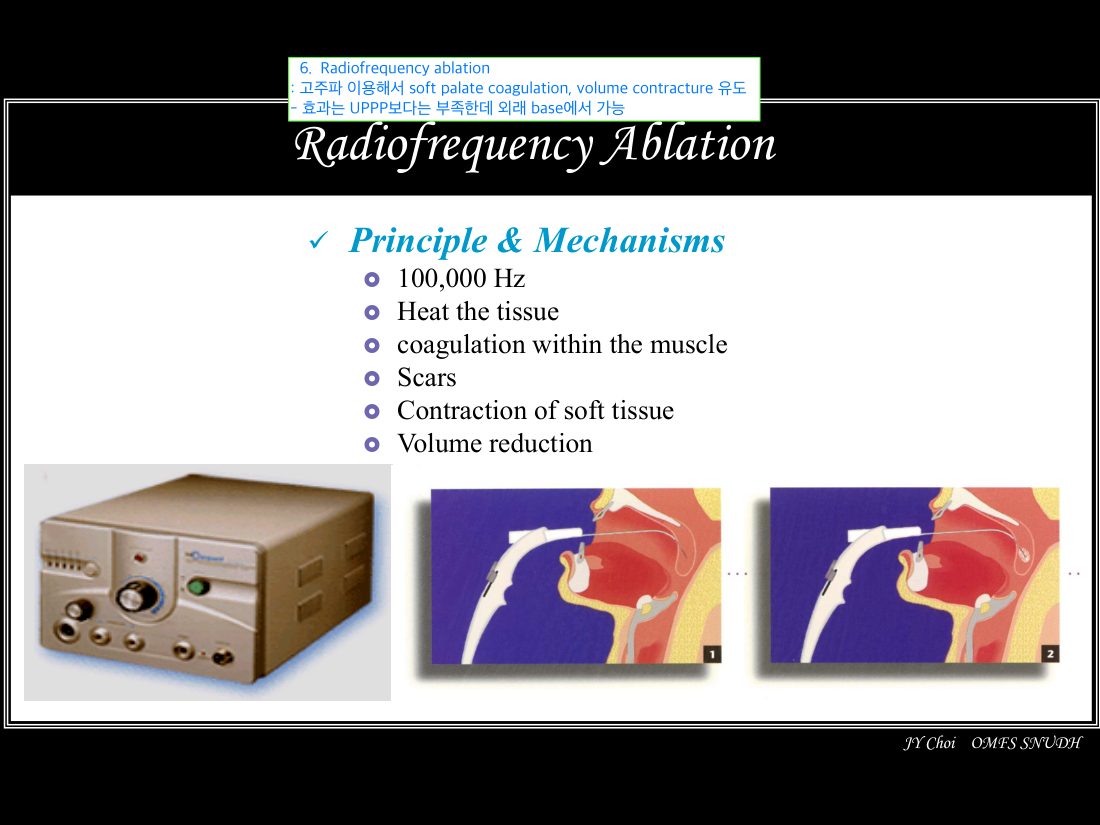 6. Radiofrequency ablation
: 고주파 이용해서 soft palate coagulation, volume contracture 유도
- 효과는 UPPP보다는 부족한데 외래 base에서 가능
Radiofrequency Ablation
✓ Principle & Mechanisms
100,000 Hz
Heat the tissue
coagulation within the muscle
Scars
Contraction of soft tissue
Volume reduction
1
2
JY Choi OMFS SNUDH